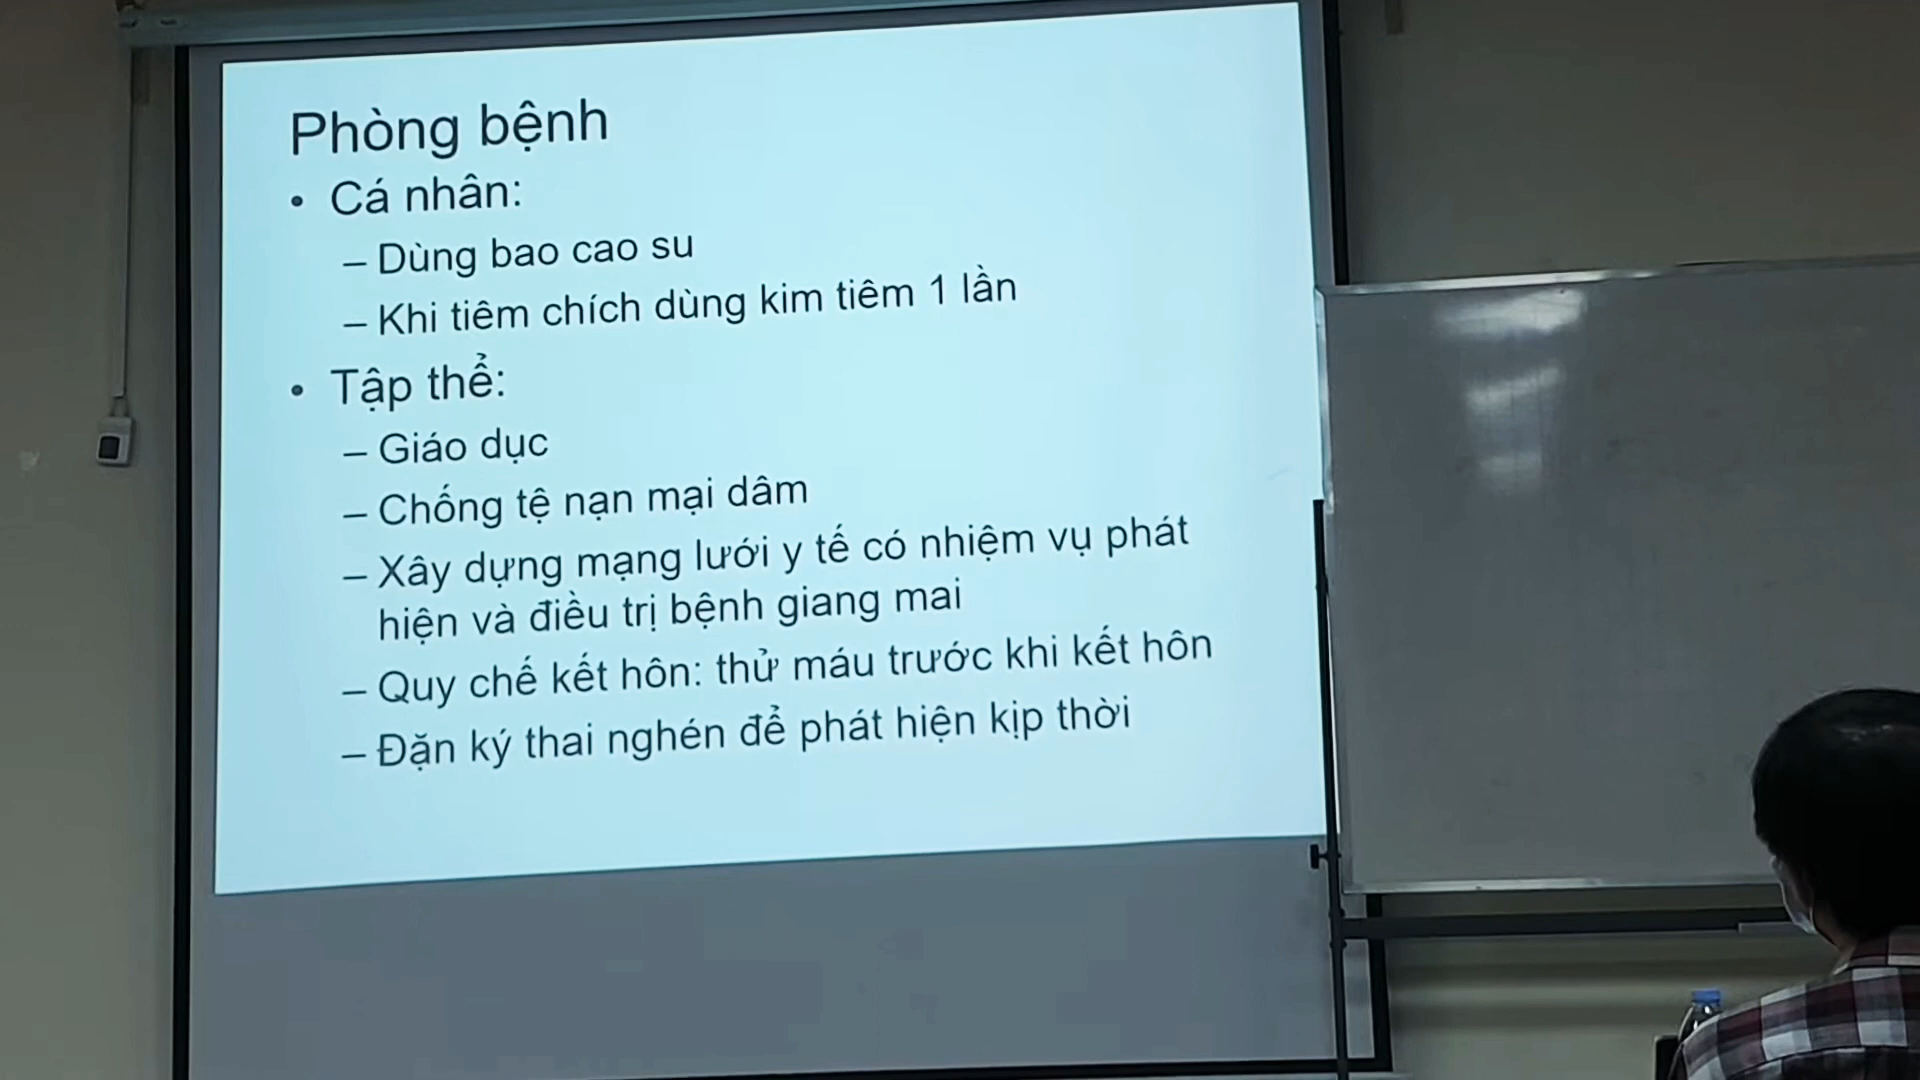 Phòng bệnh
• Cá nhân:
– Dùng bao cao su
– Khi tiêm chích dùng kim tiêm 1 lần
• Tập thể:
– Giáo dục
– Chống tệ nạn mại dâm
– Xây dựng mạng lưới y tế có nhiệm vụ phát
hiện và điều trị bệnh giang mai
– Quy chế kết hôn: thử máu trước khi kết hôn
– Đặn ký thai nghén để phát hiện kịp thời